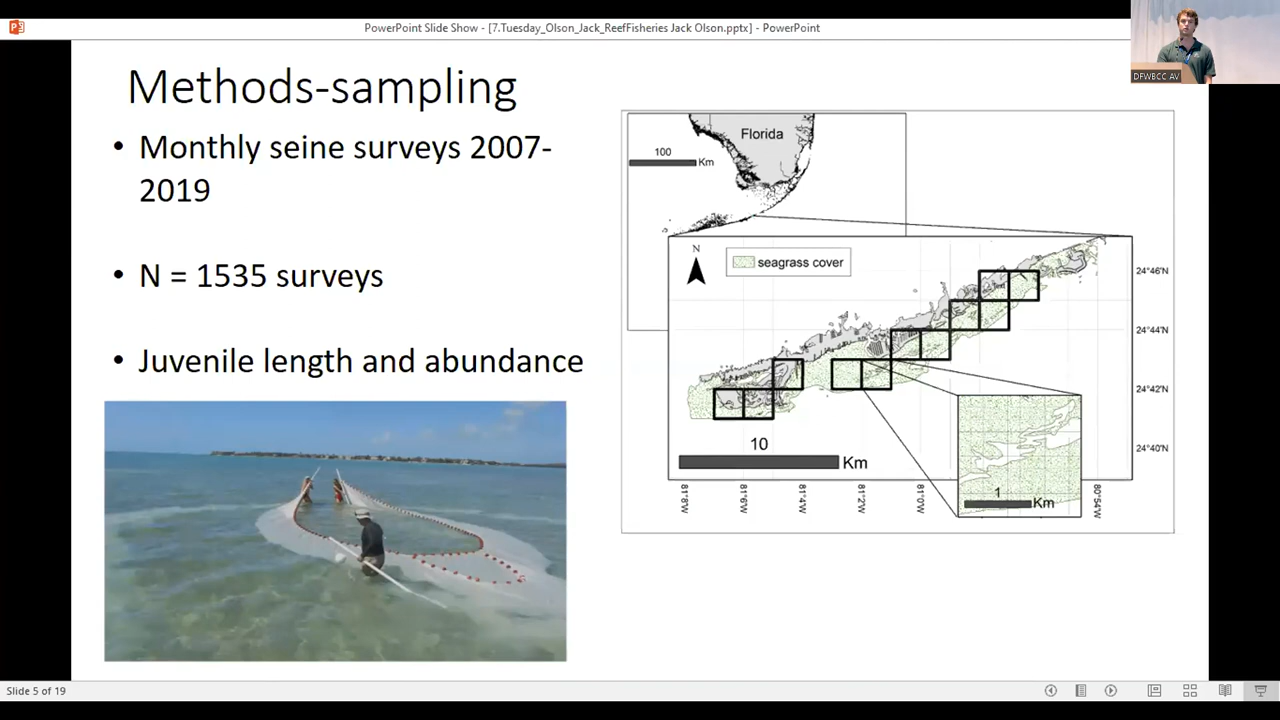 PowerPoint Slide Show - [7.Tuesday_Olson_Jack_ReefFisheries Jack Olson.pptx] - PowerPoint
DFWBCC AV
Methods-sampling
• Monthly seine surveys 2007-
2019
• N = 1535 surveys
• Juvenile length and abundance
Florida
100
Km
N
seagrass cover
24°46'N
24°44'N
24°42'N
24°40'N
10
Km
1
Km
81°8'W
81°6'W
81°4'W
81°2'W
81°0'W
80°54'W
Slide 5 of 19